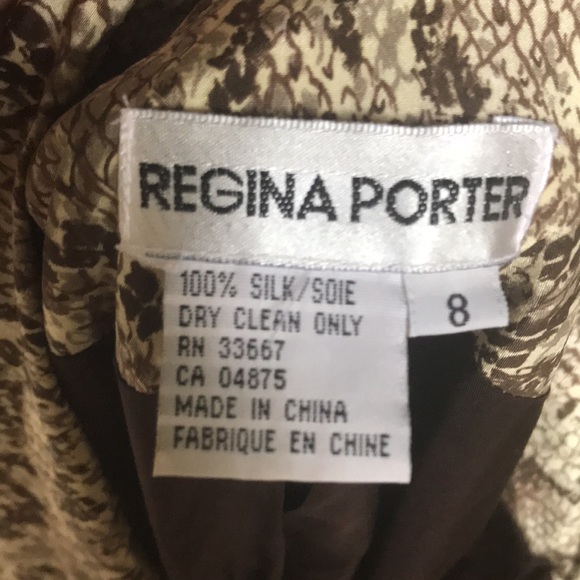 REGINA PORTER
100% SILK/SOIE
DRY CLEAN ONLY
RN 33667
CA 04875
MADE IN CHINA
FABRIQUE EN CHINE
8